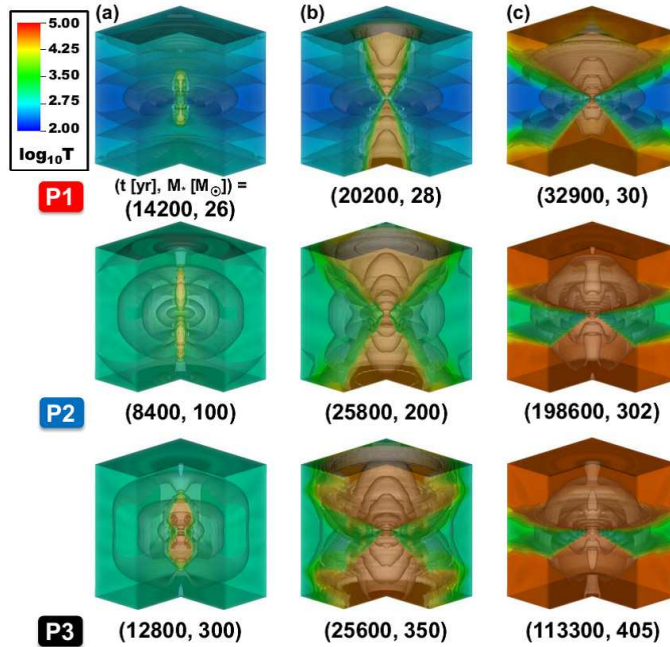 (a) (b) (c)
5.00
4.25
3.50
2.75
2.00
log₁₀T
P1
(t [yr], M* [M☉]) =
(14200, 26) (20200, 28) (32900, 30)
P2
(8400, 100) (25800, 200) (198600, 302)
P3
(12800, 300) (25600, 350) (113300, 405)